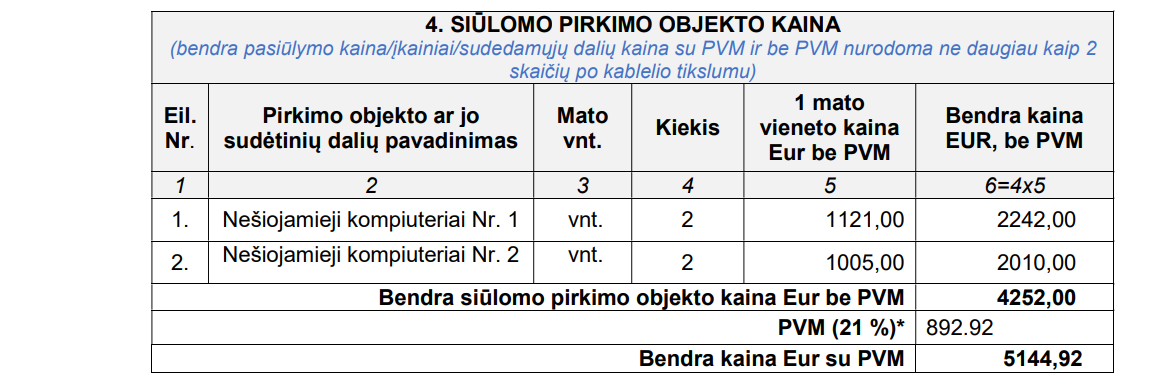 4. SIŪLOMO PIRKIMO OBJEKTO KAINA
(bendra pasiūlymo kaina/įkainiai/sudedamųjų dalių kaina su PVM ir be PVM nurodoma ne daugiau kaip 2
skaičių po kablelio tikslumu)
Eil. Nr. Pirkimo objekto ar jo sudėtinių dalių pavadinimas Mato vnt. Kiekis 1 mato vieneto kaina Eur be PVM Bendra kaina EUR, be PVM
1 2 3 4 5 6=4x5
1. Nešiojamieji kompiuteriai Nr. 1 vnt. 2 1121,00 2242,00
2. Nešiojamieji kompiuteriai Nr. 2 vnt. 2 1005,00 2010,00
Bendra siūlomo pirkimo objekto kaina Eur be PVM 4252,00
PVM (21 %)* 892.92
Bendra kaina Eur su PVM 5144,92